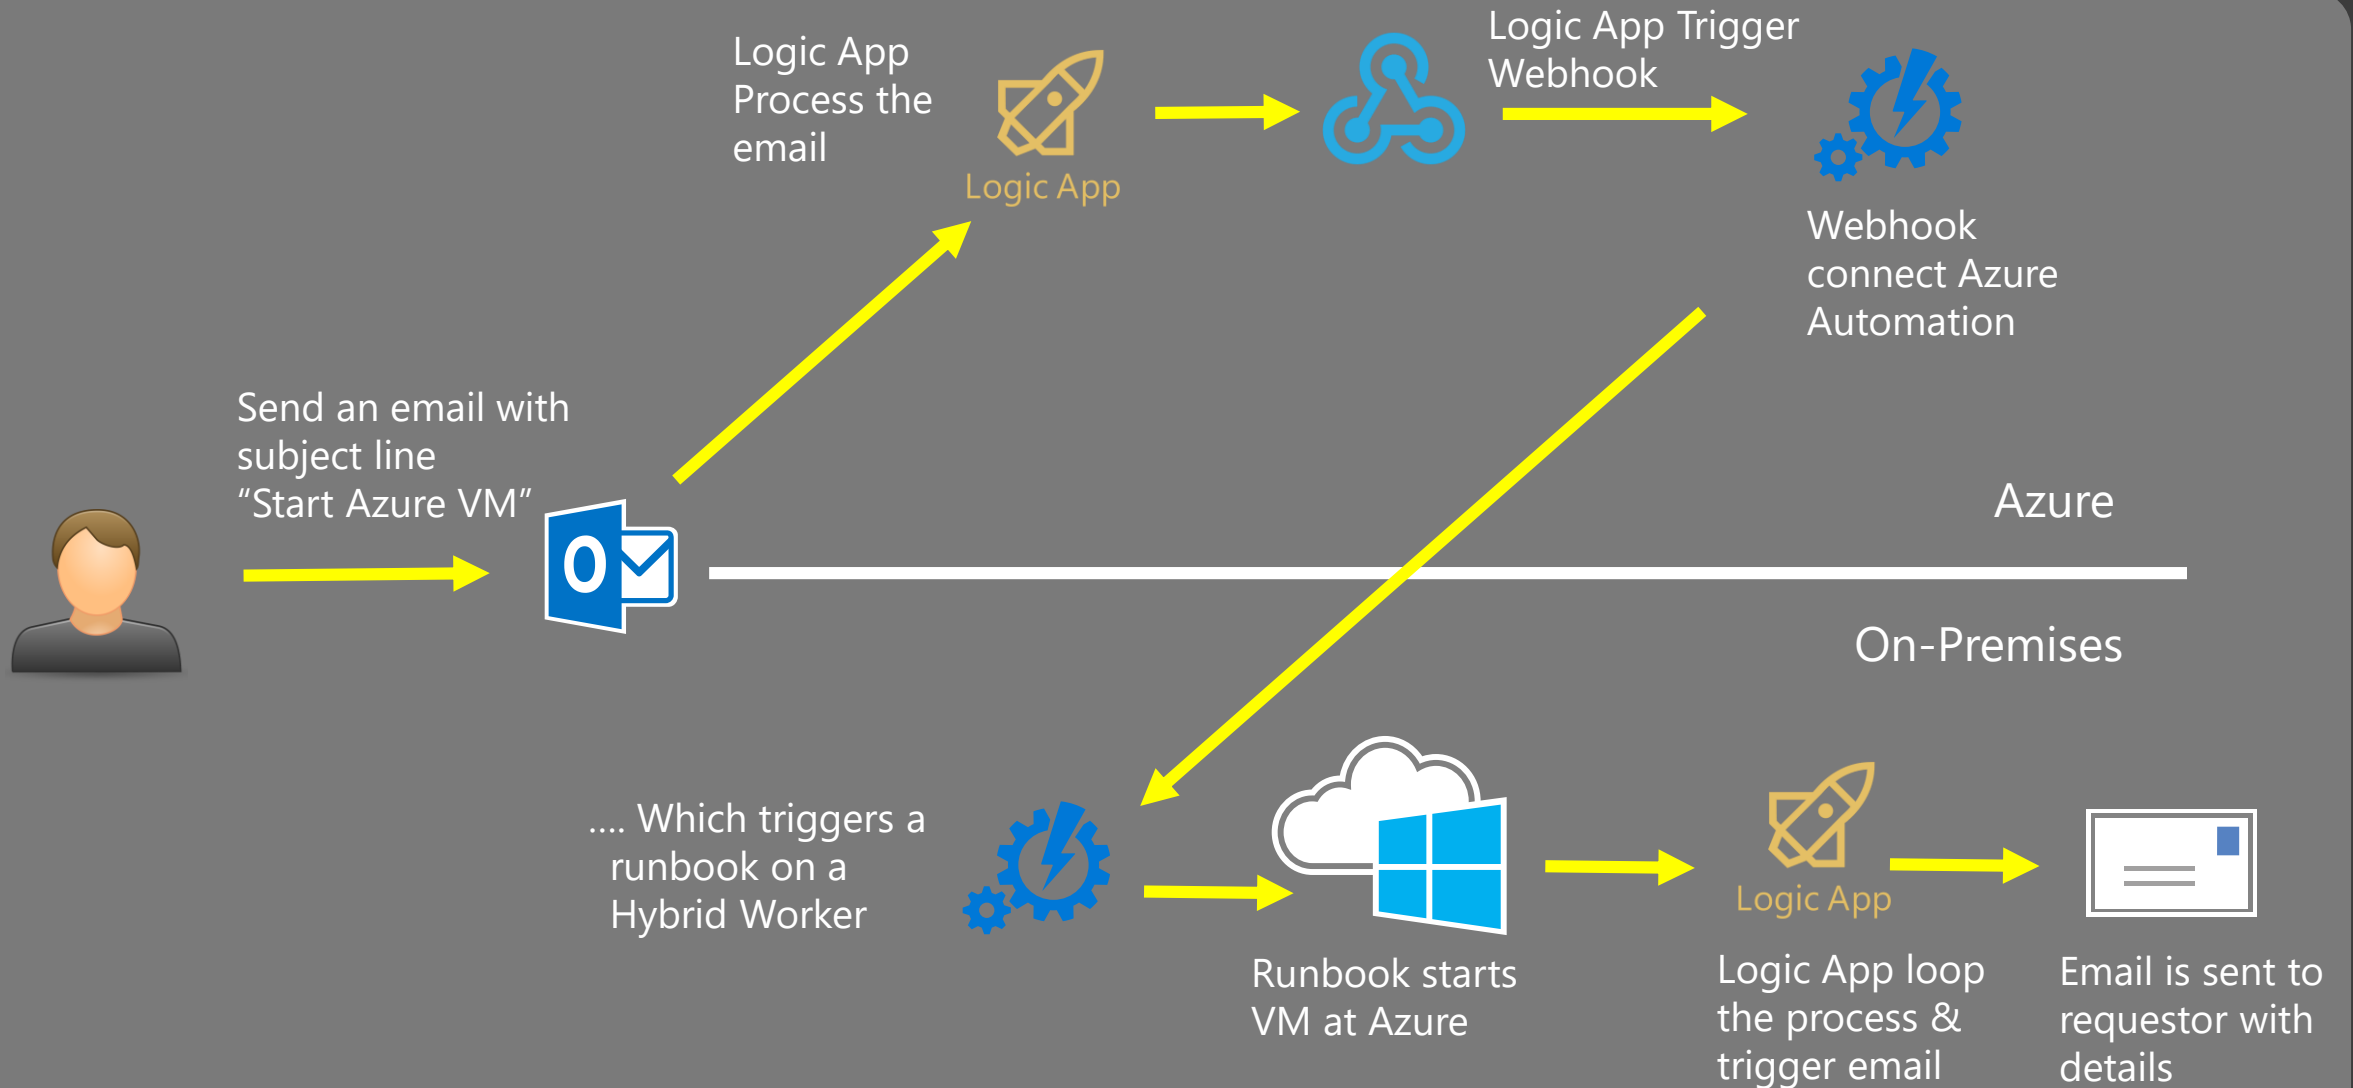 Logic App
Process the
email
Logic App
Logic App Trigger
Webhook
Webhook
connect Azure
Automation
Send an email with
subject line
“Start Azure VM”
Azure
On-Premises
.... Which triggers a
runbook on a
Hybrid Worker
Runbook starts
VM at Azure
Logic App
Logic App loop
the process &
trigger email
Email is sent to
requestor with
details